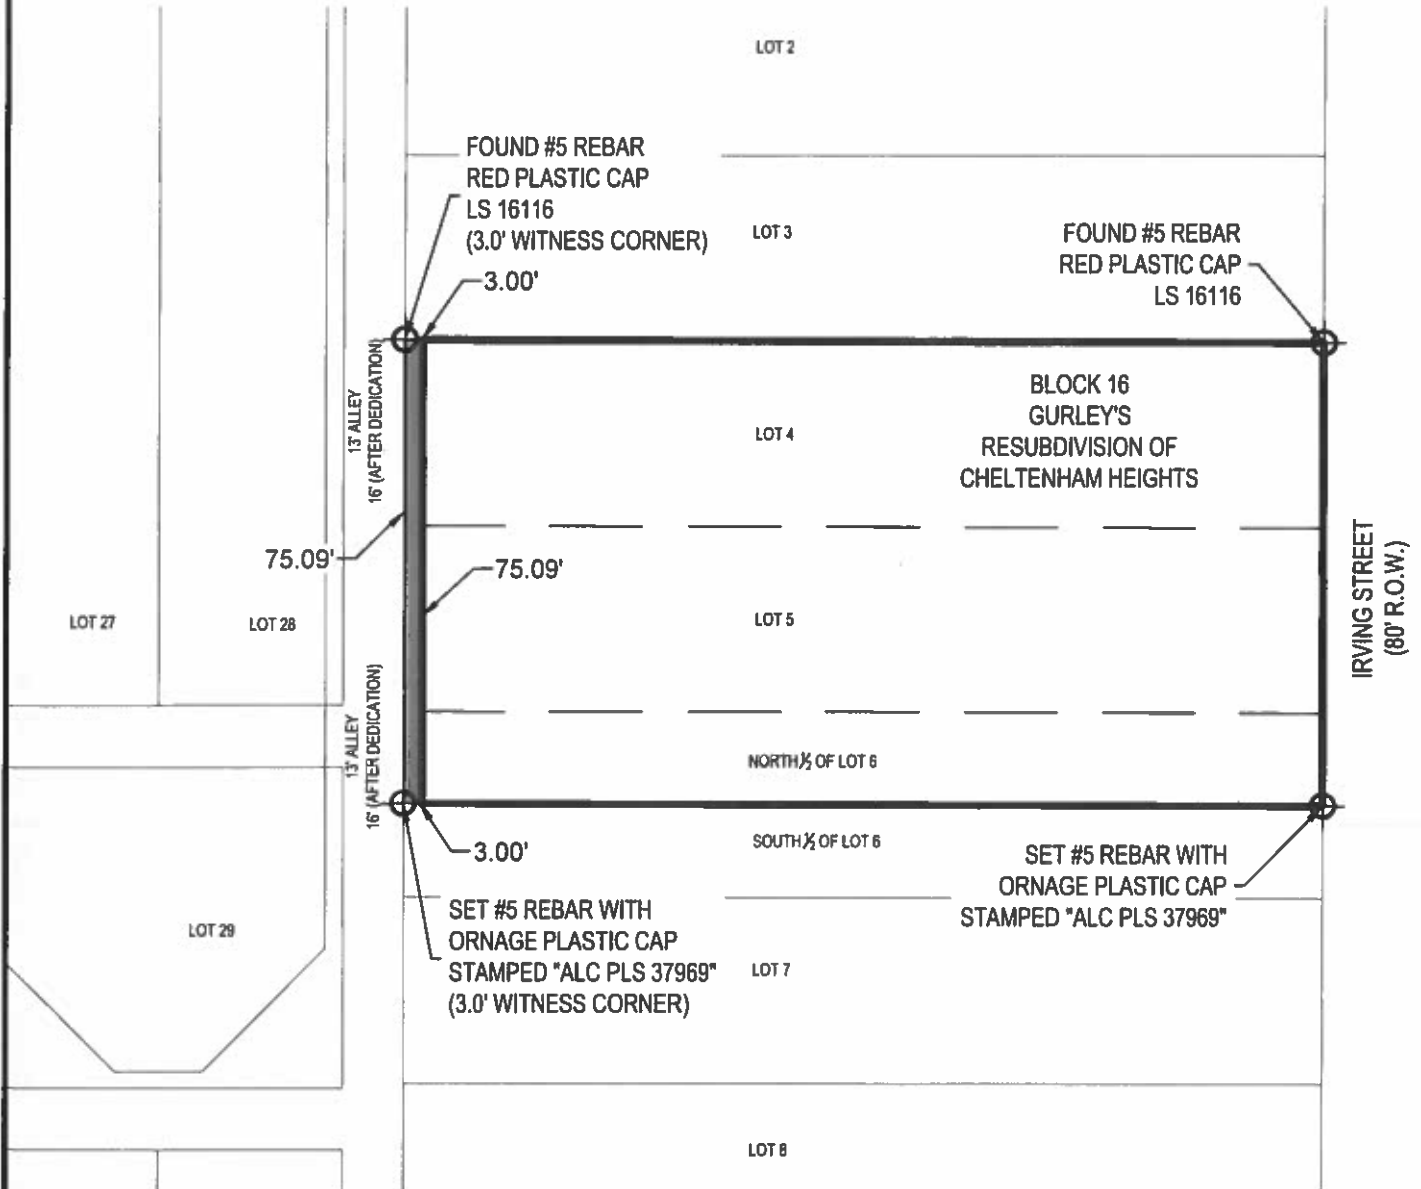 LOT 2
FOUND #5 REBAR
RED PLASTIC CAP
LS 16116
(3.0' WITNESS CORNER)
3.00'
LOT 3
FOUND #5 REBAR
RED PLASTIC CAP
LS 16116
13' ALLEY
16' (AFTER DEDICATION)
LOT 4
BLOCK 16
GURLEY'S
RESUBDIVISION OF
CHELTENHAM HEIGHTS
75.09'
75.09'
IRVING STREET
(80' R.O.W.)
LOT 27
LOT 28
LOT 5
13' ALLEY
16' (AFTER DEDICATION)
NORTH ½ OF LOT 6
3.00'
SOUTH ½ OF LOT 6
SET #5 REBAR WITH
ORNAGE PLASTIC CAP
STAMPED "ALC PLS 37969"
SET #5 REBAR WITH
ORNAGE PLASTIC CAP
STAMPED "ALC PLS 37969"
(3.0' WITNESS CORNER)
LOT 29
LOT 7
LOT 8